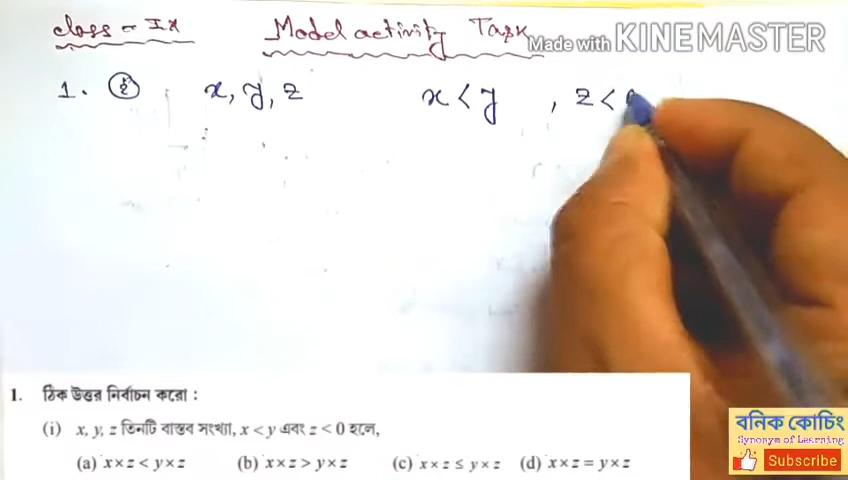 class - IX Model activity Task
Made with KINEMASTER
1. (i) x, y, z x < y , z <
1. ঠিক উত্তর নির্বাচন করো :
(i) x, y, z তিনটি বাস্তব সংখ্যা, x < y এবং z < 0 হলে,
(a) x × z < y × z (b) x × z > y × z (c) x × z ≤ y × z (d) x × z = y × z
বনিক কোচিং
Synonym of Learning
Subscribe